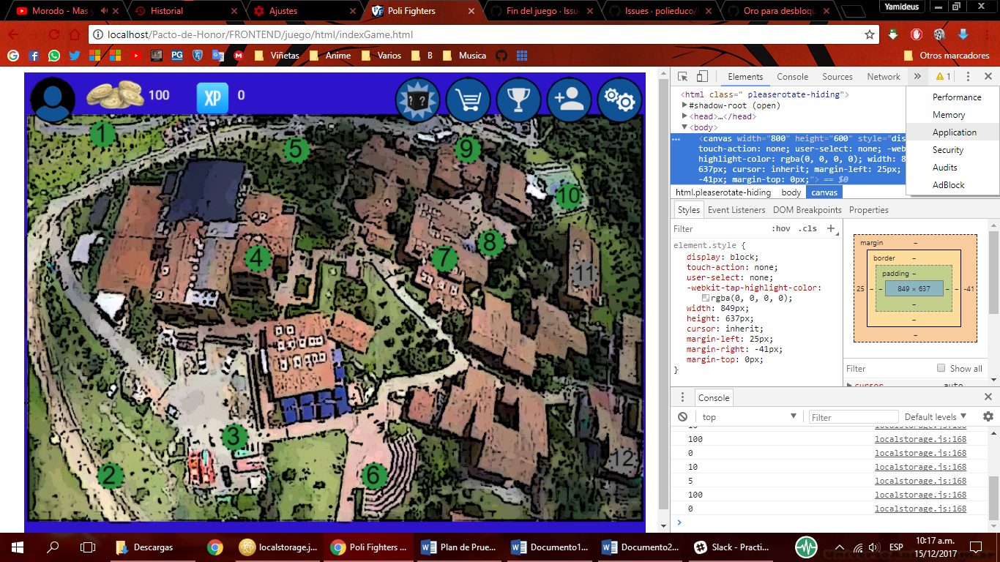 Morodo - Mas y
Historial
Ajustes
Poli Fighters
Fin del juego · Issu
Issues · polieduco/
Oro para desbloqu
Yamideus
localhost/Pacto-de-Honor/FRONTEND/juego/html/indexGame.html
Viñetas
Anime
Varios
B
Musica
Otros marcadores
100
XP
0
? ?
1
5
9
10
4
7
8
11
3
2
6
12
Elements
Console
Sources
Network
1
Performance
Memory
Application
Security
Audits
AdBlock
<html class=" pleaserotate-hiding">
#shadow-root (open)
<head>…</head>
<body>
<canvas width="800" height="600" style="dis
touch-action: none; user-select: none; -web
highlight-color: rgba(0, 0, 0, 0); width: 8
637px; cursor: inherit; margin-left: 25px;
-41px; margin-top: 0px;"> == $0
html.pleaserotate-hiding body canvas
Styles
Event Listeners
DOM Breakpoints
Properties
Filter
:hov .cls +
element.style {
display: block;
touch-action: none;
user-select: none;
-webkit-tap-highlight-color:
rgba(0, 0, 0, 0);
width: 849px;
height: 637px;
cursor: inherit;
margin-left: 25px;
margin-right: -41px;
margin-top: 0px;
}
margin –
border –
padding –
25 – – 849 × 637 – – -41
–
–
–
Filter
Show all
cursor auto
Console
top
Filter
Default levels
10 localstorage.js:168
100 localstorage.js:168
0 localstorage.js:168
10 localstorage.js:168
5 localstorage.js:168
100 localstorage.js:168
0 localstorage.js:168
Descargas
localstorage.j...
Poli Fighters ...
Plan de Prue...
Documento1...
Documento2...
Slack - Practi...
ESP
10:17 a.m.
15/12/2017